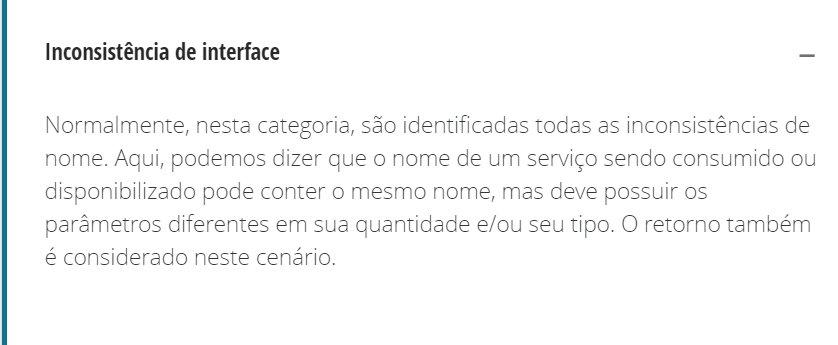 Inconsistência de interface
Normalmente, nesta categoria, são identificadas todas as inconsistências de
nome. Aqui, podemos dizer que o nome de um serviço sendo consumido ou
disponibilizado pode conter o mesmo nome, mas deve possuir os
parâmetros diferentes em sua quantidade e/ou seu tipo. O retorno também
é considerado neste cenário.